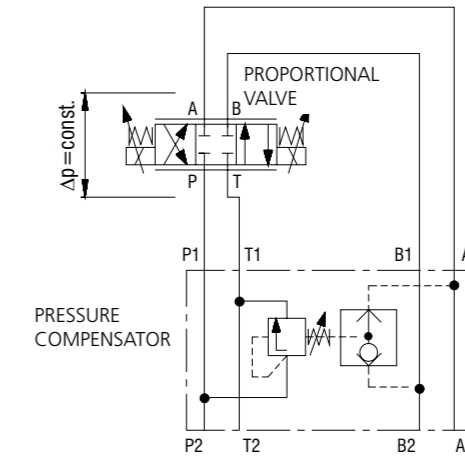 PROPORTIONAL
VALVE
A B
Δp=const.
P T
P1 T1 B1 A
PRESSURE
COMPENSATOR
P2 T2 B2 A